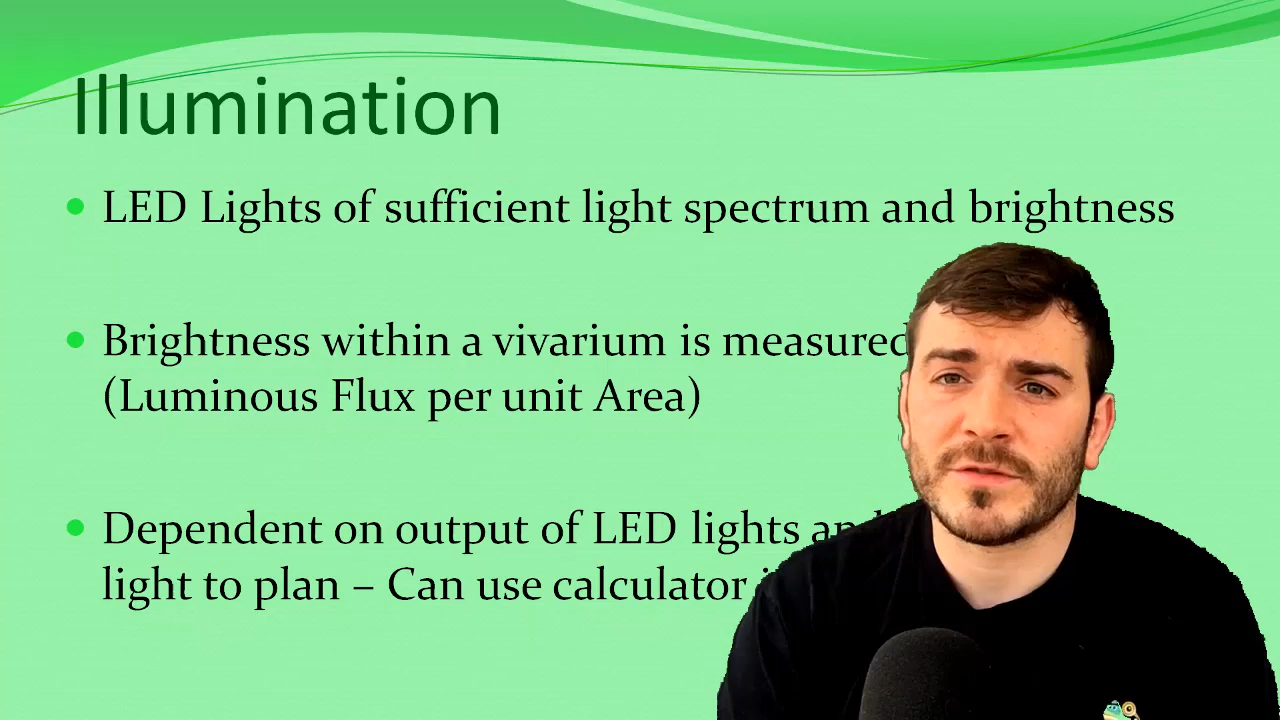 Illumination
LED Lights of sufficient light spectrum and brightness
Brightness within a vivarium is measured
(Luminous Flux per unit Area)
Dependent on output of LED lights
light to plan – Can use calculator